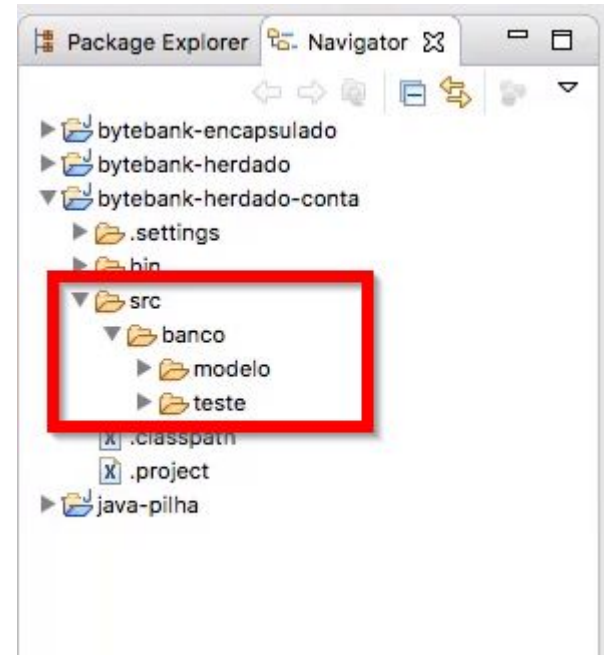 Package Explorer Navigator
bytebank-encapsulado
bytebank-herdado
bytebank-herdado-conta
.settings
bin
src
banco
modelo
teste
.classpath
.project
java-pilha